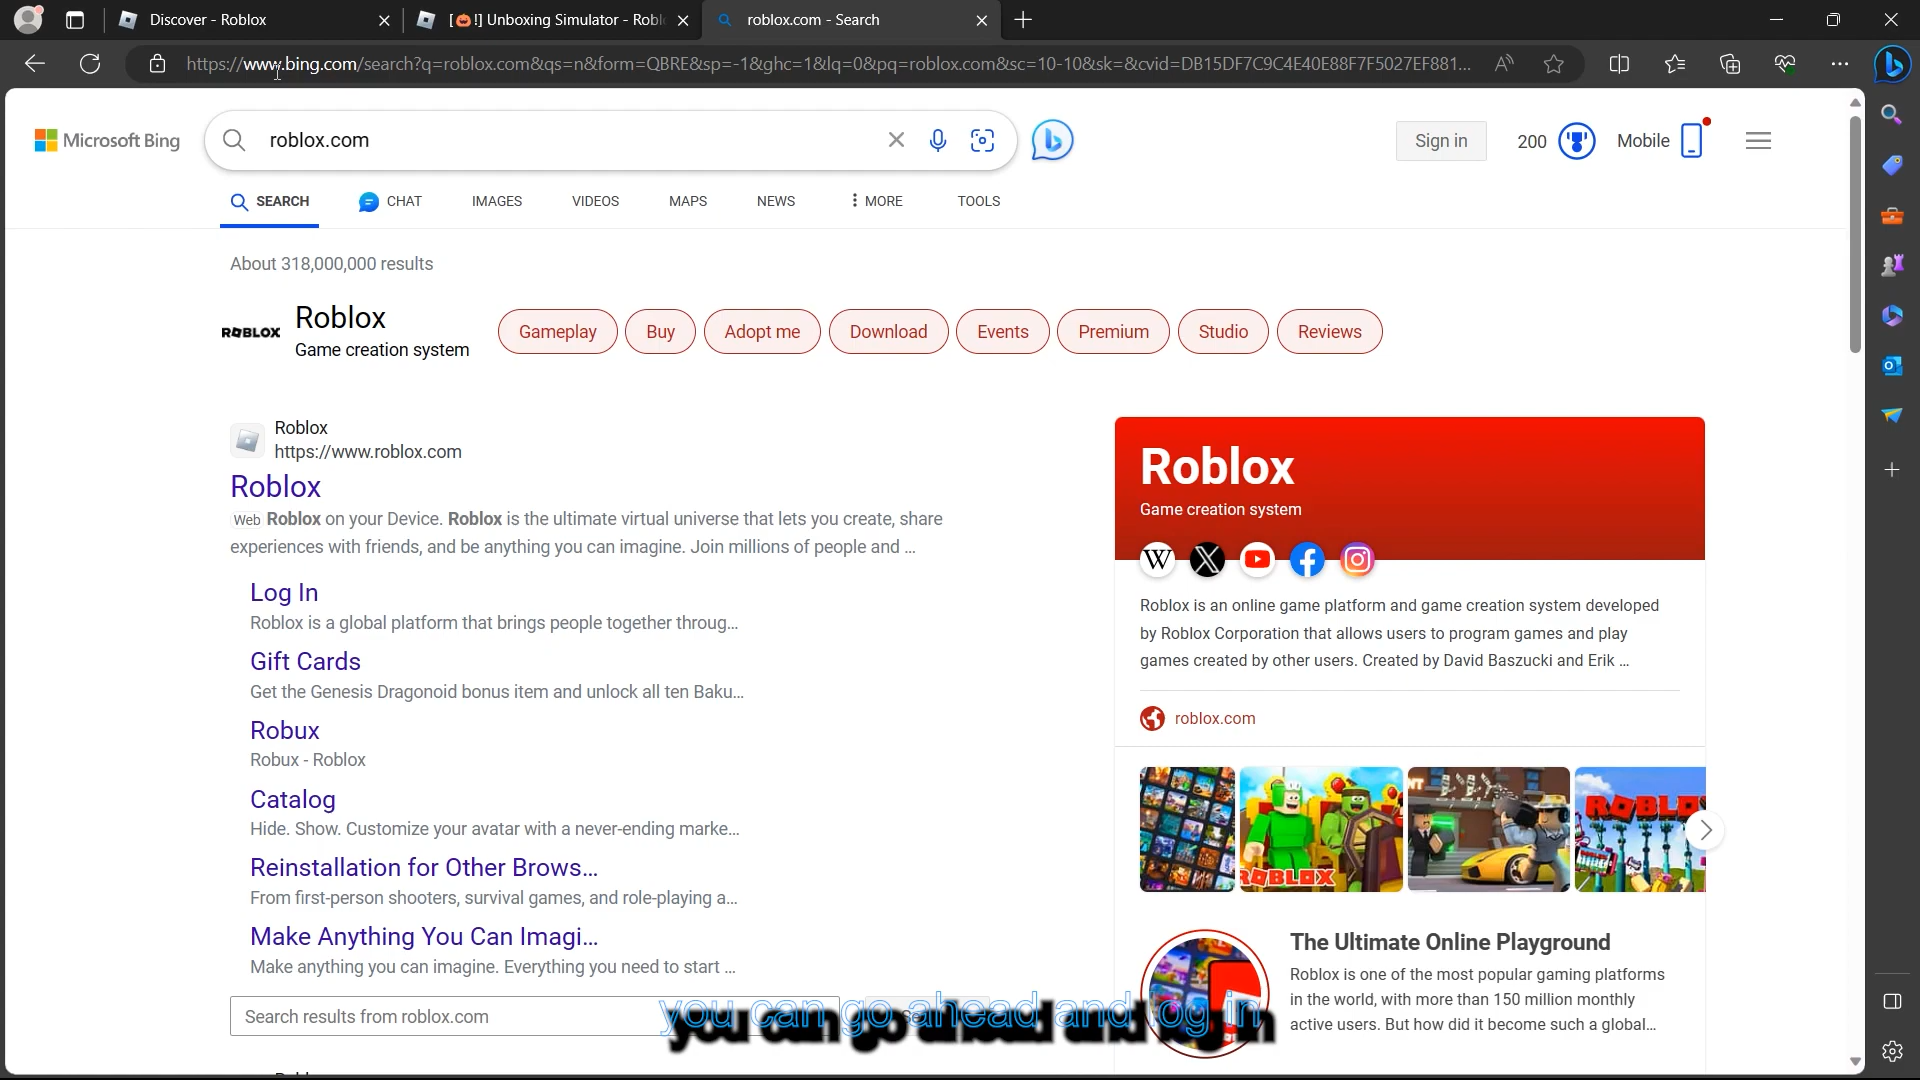 Discover - Roblox
[🎃!] Unboxing Simulator - Robl
roblox.com - Search
https://www.bing.com/search?q=roblox.com&qs=n&form=QBRE&sp=-1&ghc=1&lq=0&pq=roblox.com&sc=10-10&sk=&cvid=DB15DF7C9C4E40E88F7F5027EF881...
Microsoft Bing
roblox.com
Sign in
200
Mobile
SEARCH
CHAT
IMAGES
VIDEOS
MAPS
NEWS
MORE
TOOLS
About 318,000,000 results
ROBLOX
Roblox
Game creation system
Gameplay
Buy
Adopt me
Download
Events
Premium
Studio
Reviews
Roblox
https://www.roblox.com
Roblox
Web Roblox on your Device. Roblox is the ultimate virtual universe that lets you create, share
experiences with friends, and be anything you can imagine. Join millions of people and ...
Log In
Roblox is a global platform that brings people together throug...
Gift Cards
Get the Genesis Dragonoid bonus item and unlock all ten Baku...
Robux
Robux - Roblox
Catalog
Hide. Show. Customize your avatar with a never-ending marke...
Reinstallation for Other Brows...
From first-person shooters, survival games, and role-playing a...
Make Anything You Can Imagi...
Make anything you can imagine. Everything you need to start ...
Search results from roblox.com
Roblox
Game creation system
W
Roblox is an online game platform and game creation system developed
by Roblox Corporation that allows users to program games and play
games created by other users. Created by David Baszucki and Erik ...
roblox.com
ROBLOX
The Ultimate Online Playground
Roblox is one of the most popular gaming platforms
in the world, with more than 150 million monthly
active users. But how did it become such a global...
you can go ahead and log in